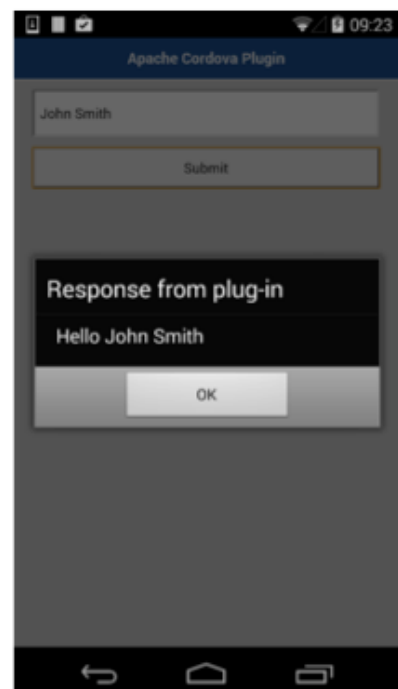 09:23
Apache Cordova Plugin
John Smith
Submit
Response from plug-in
Hello John Smith
OK